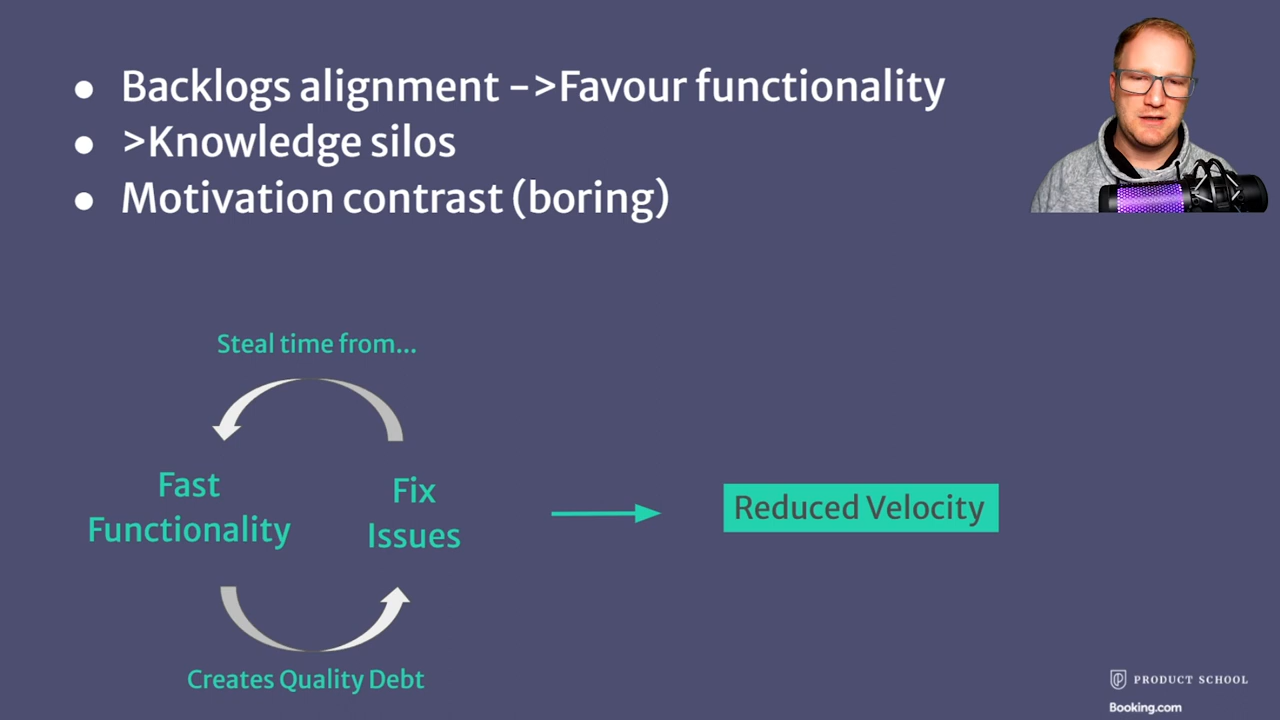 ● Backlogs alignment ->Favour functionality
● >Knowledge silos
● Motivation contrast (boring)
Steal time from...
Fast
Functionality
Fix
Issues
Reduced Velocity
Creates Quality Debt
PRODUCT SCHOOL
Booking.com